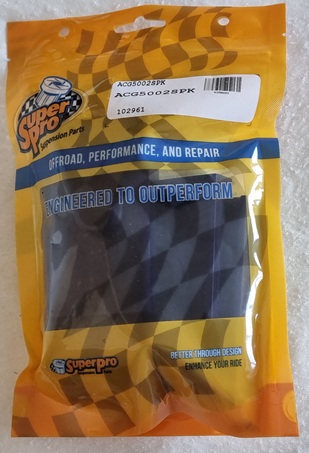 ACG5002SPK
ACG5002SPK
102961
Super
Pro
Suspension Parts
OFFROAD, PERFORMANCE, AND REPAIR
ENGINEERED TO OUTPERFORM
SuperPro
BETTER THROUGH DESIGN
ENHANCE YOUR RIDE